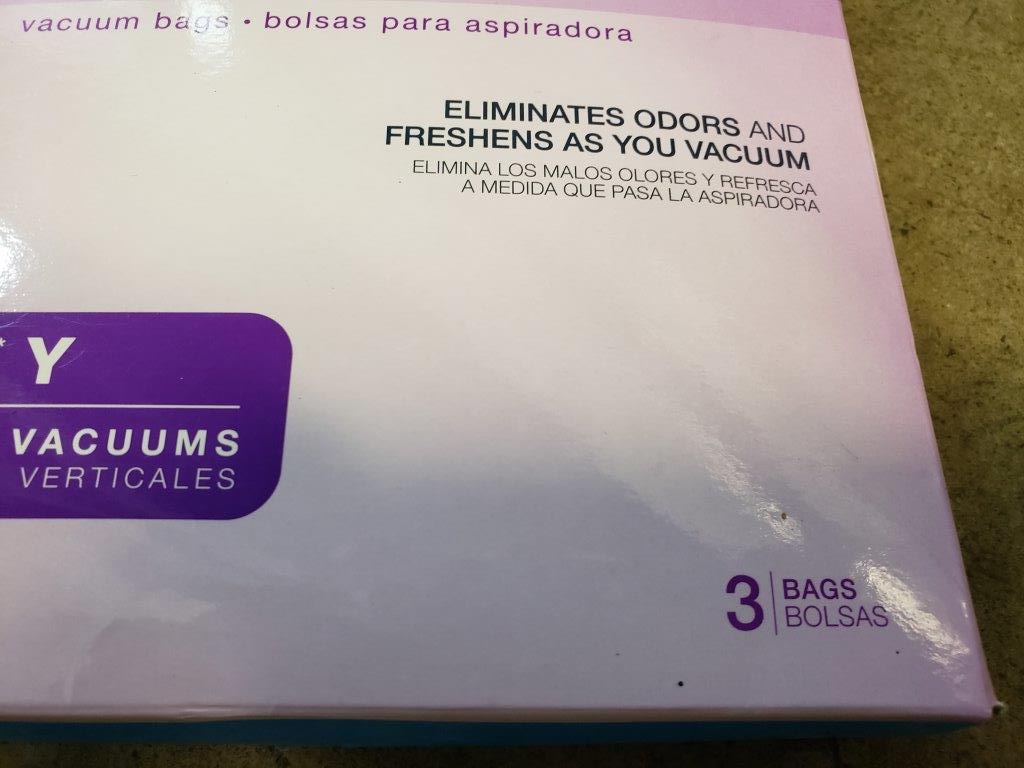 vacuum bags • bolsas para aspiradora
ELIMINATES ODORS AND
FRESHENS AS YOU VACUUM
ELIMINA LOS MALOS OLORES Y REFRESCA
A MEDIDA QUE PASA LA ASPIRADORA
* Y
VACUUMS
VERTICALES
3 BAGS
BOLSAS